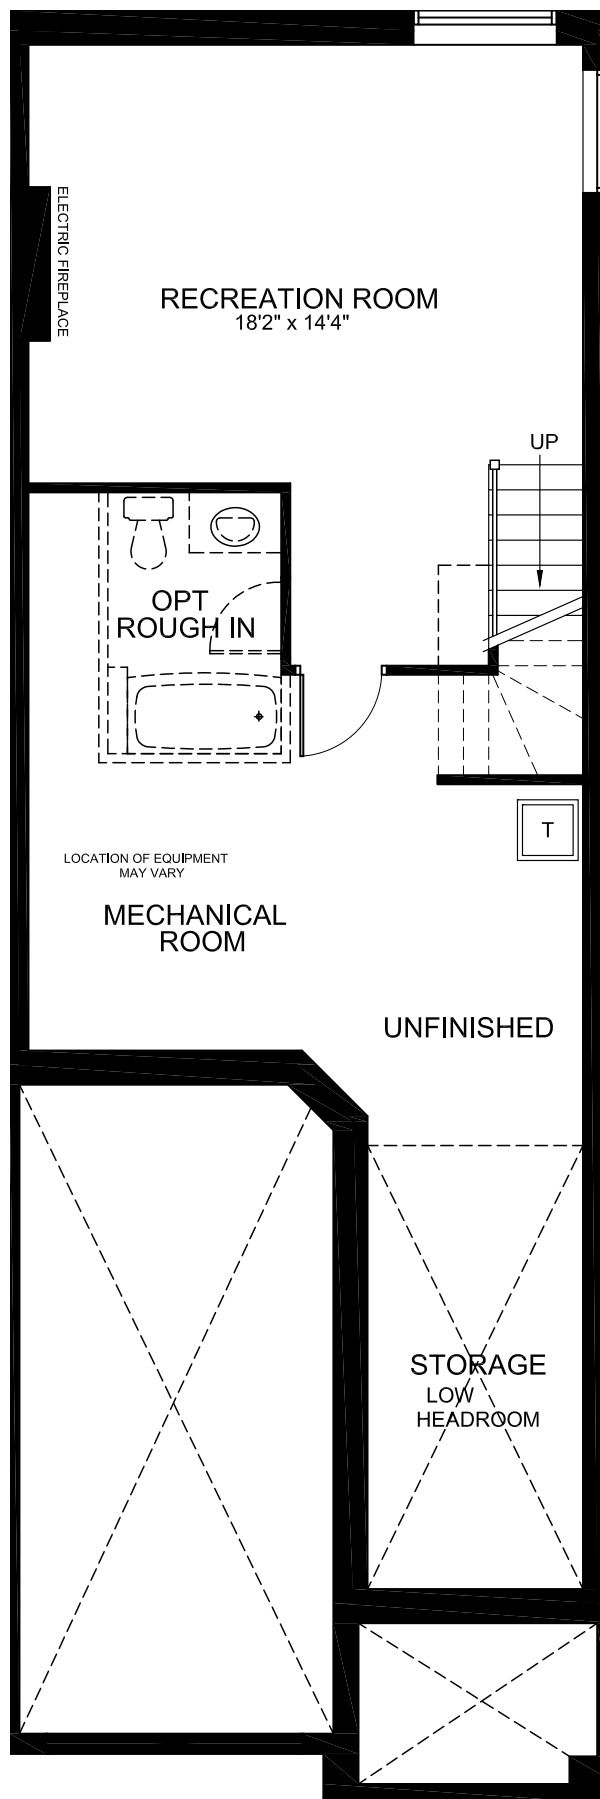 ELECTRIC FIREPLACE
RECREATION ROOM
18'2" x 14'4"
UP
OPT
ROUGH IN
T
LOCATION OF EQUIPMENT
MAY VARY
MECHANICAL
ROOM
UNFINISHED
STORAGE
LOW
HEADROOM